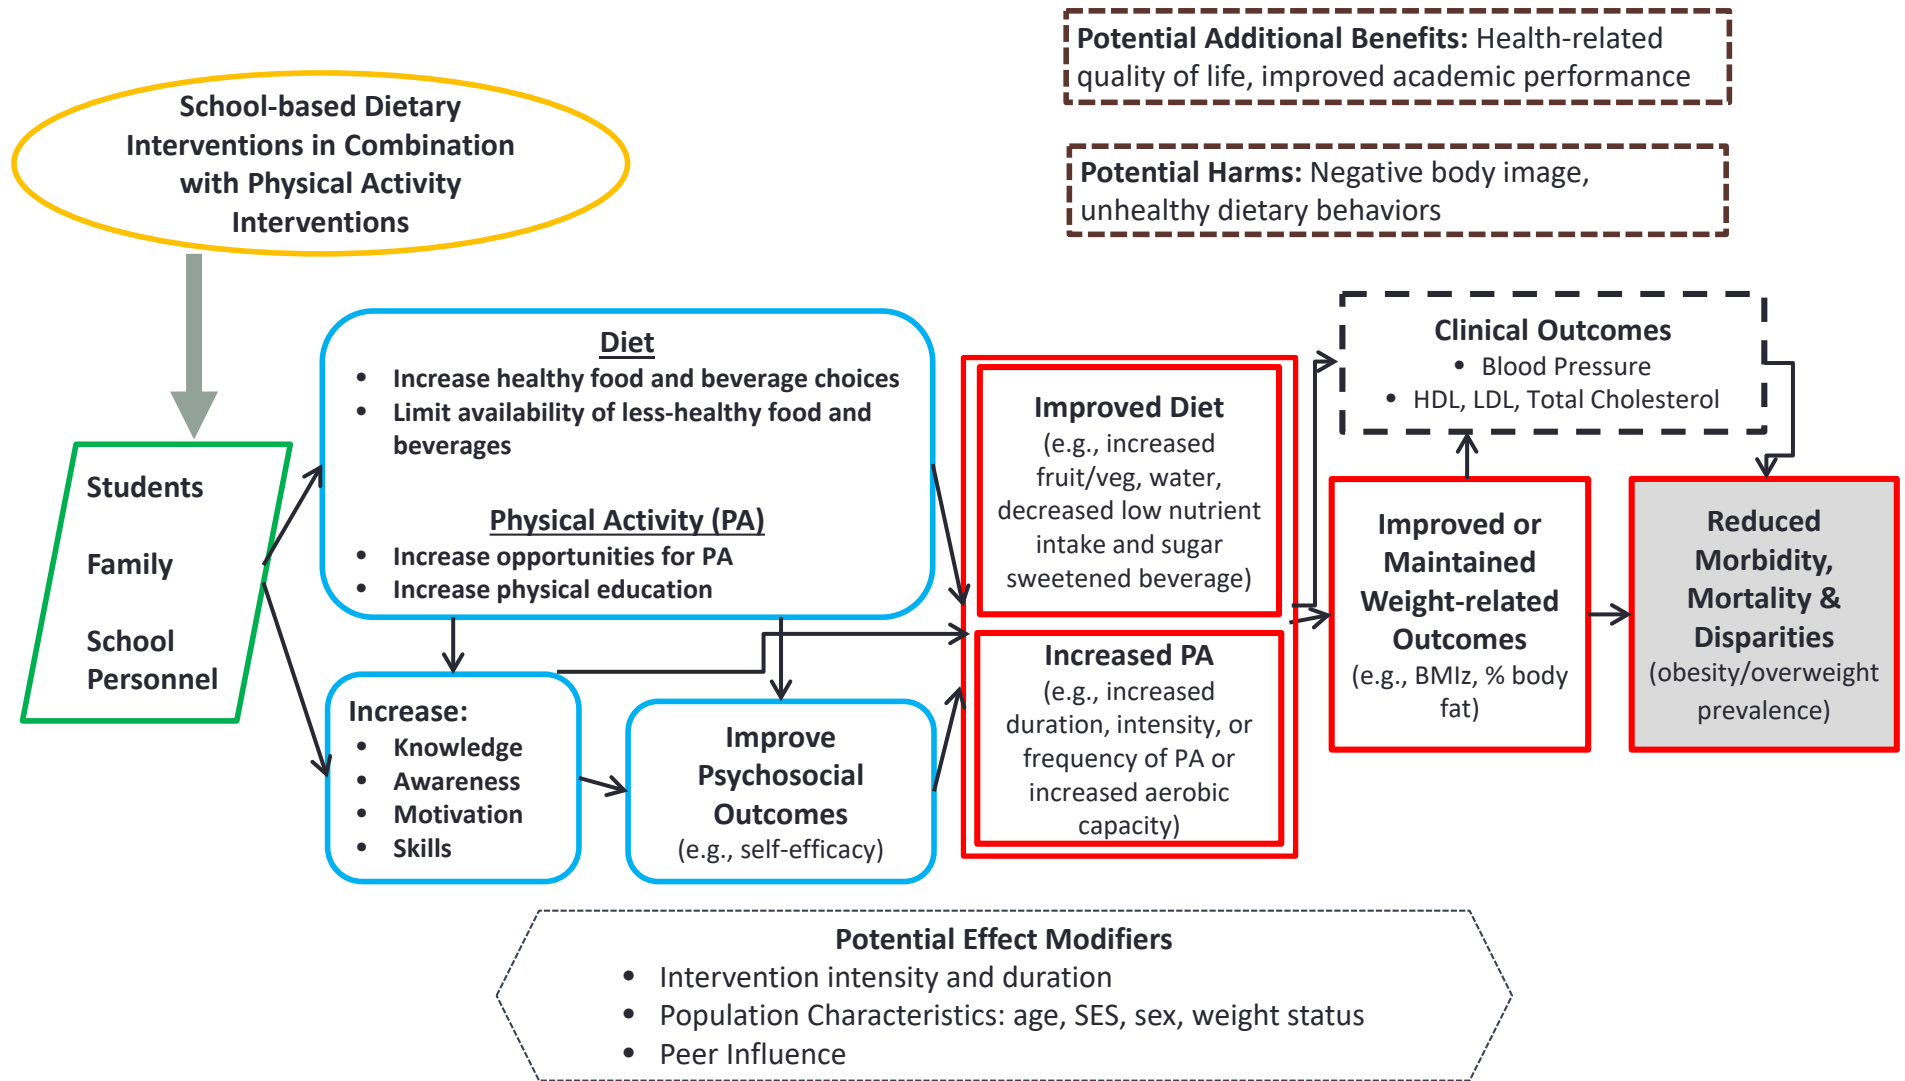 Potential Additional Benefits: Health-related
quality of life, improved academic performance
School-based Dietary
Interventions in Combination
with Physical Activity
Interventions
Potential Harms: Negative body image,
unhealthy dietary behaviors
Students
Family
School
Personnel
Diet
• Increase healthy food and beverage choices
• Limit availability of less-healthy food and
beverages
Physical Activity (PA)
• Increase opportunities for PA
• Increase physical education
Increase:
• Knowledge
• Awareness
• Motivation
• Skills
Improve
Psychosocial
Outcomes
(e.g., self-efficacy)
Improved Diet
(e.g., increased
fruit/veg, water,
decreased low nutrient
intake and sugar
sweetened beverage)
Increased PA
(e.g., increased
duration, intensity, or
frequency of PA or
increased aerobic
capacity)
Clinical Outcomes
• Blood Pressure
• HDL, LDL, Total Cholesterol
Improved or
Maintained
Weight-related
Outcomes
(e.g., BMIz, % body
fat)
Reduced
Morbidity,
Mortality &
Disparities
(obesity/overweight
prevalence)
Potential Effect Modifiers
• Intervention intensity and duration
• Population Characteristics: age, SES, sex, weight status
• Peer Influence